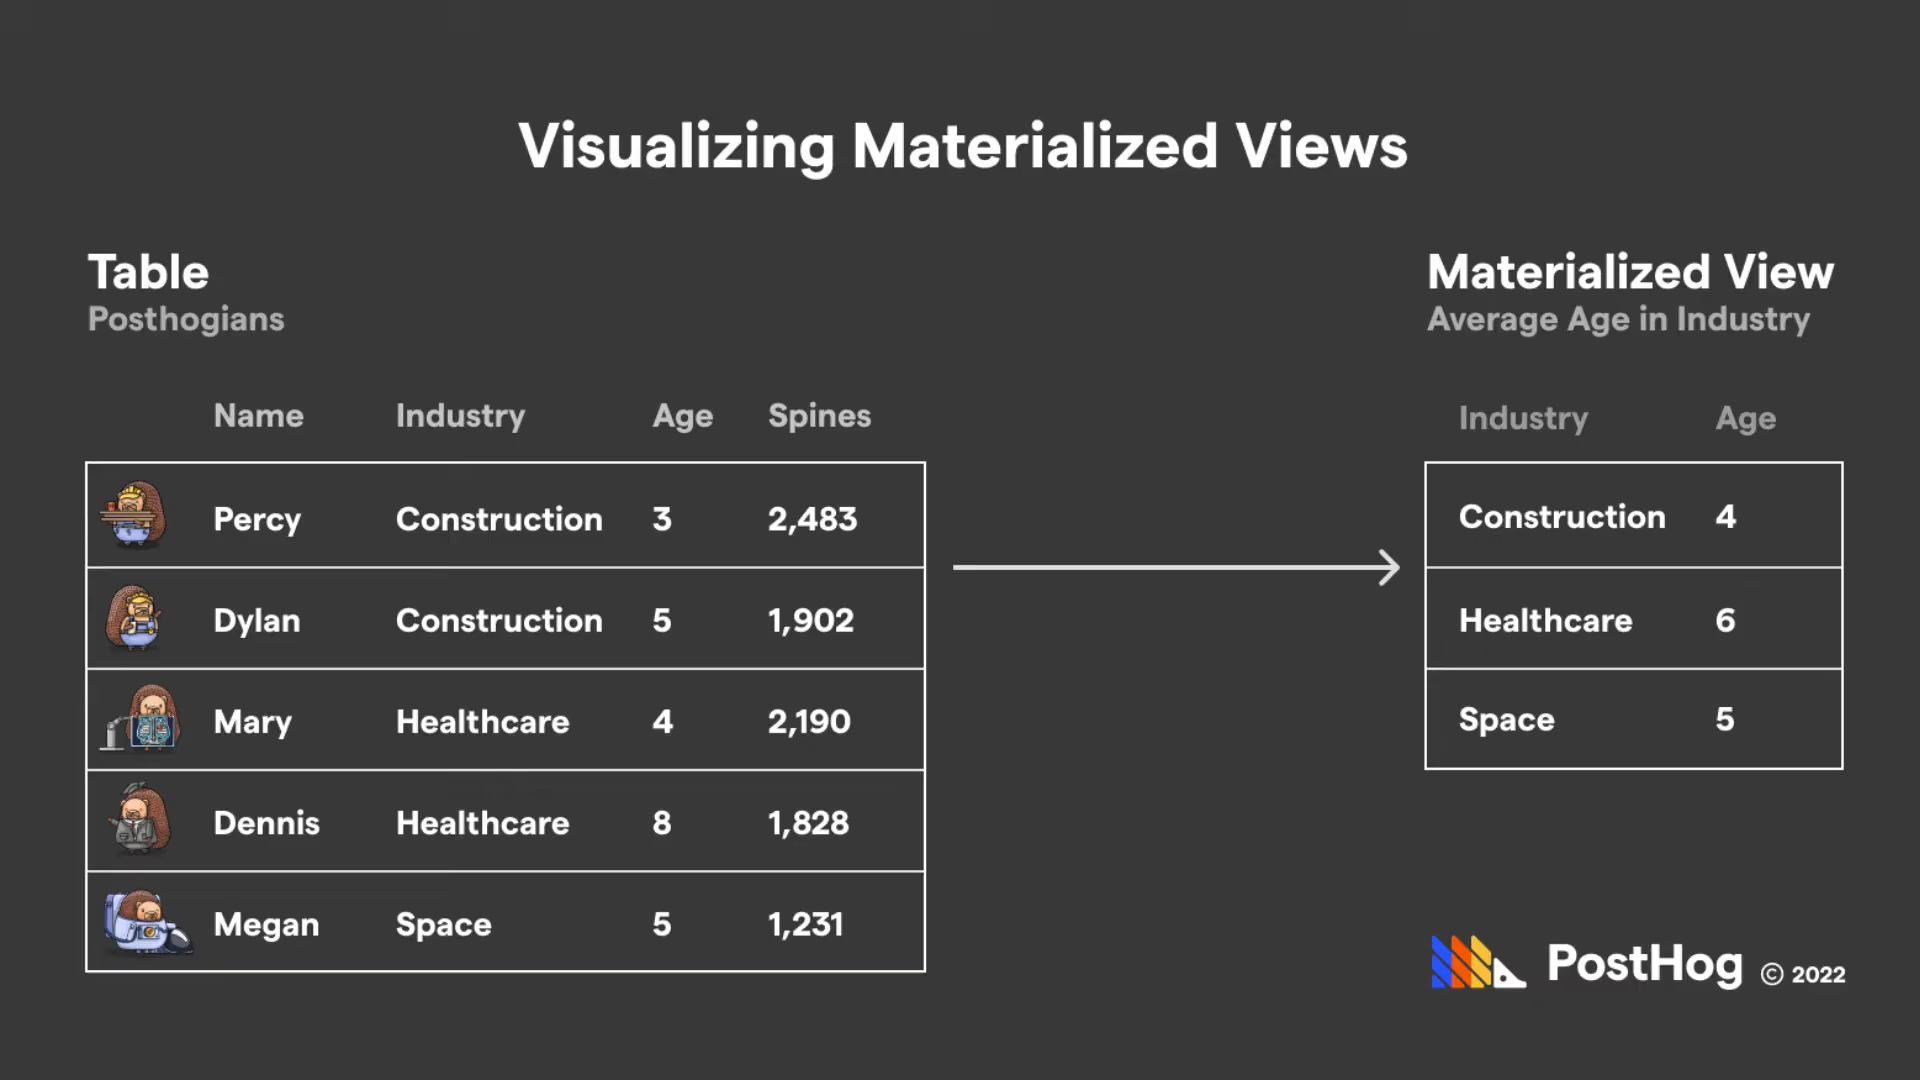 Visualizing Materialized Views
Table
Posthogians
Name Industry Age Spines
Percy Construction 3 2,483
Dylan Construction 5 1,902
Mary Healthcare 4 2,190
Dennis Healthcare 8 1,828
Megan Space 5 1,231
Materialized View
Average Age in Industry
Industry Age
Construction 4
Healthcare 6
Space 5
PostHog © 2022